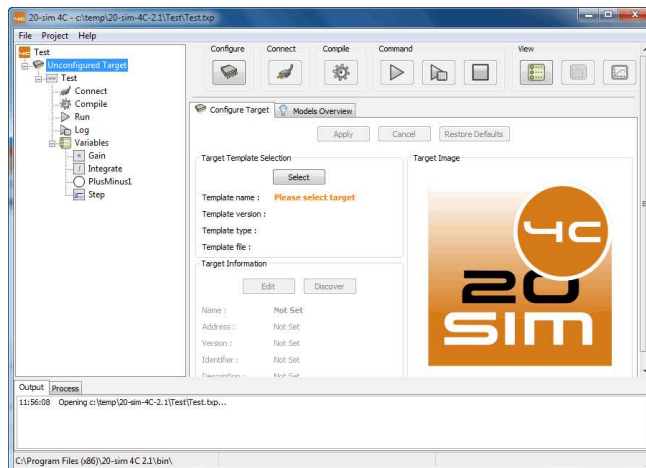 20-sim 4C - c:\temp\20-sim-4C-2.1\Test\Test.txp
File Project Help
Test
Unconfigured Target
Test
Connect
Compile
Run
Log
Variables
Gain
Integrate
PlusMinus1
Step
Configure Connect Compile Command View
Configure Target Models Overview
Apply Cancel Restore Defaults
Target Template Selection
Select
Template name : Please select target
Template version :
Template type :
Template file :
Target Information
Edit Discover
Name : Not Set
Address : Not Set
Version : Not Set
Identifier : Not Set
Description : Not Set
Target Image
4C
20
SIM
Output Process
11:56:08 Opening c:\temp\20-sim-4C-2.1\Test\Test.txp...
C:\Program Files (x86)\20-sim 4C 2.1\bin\